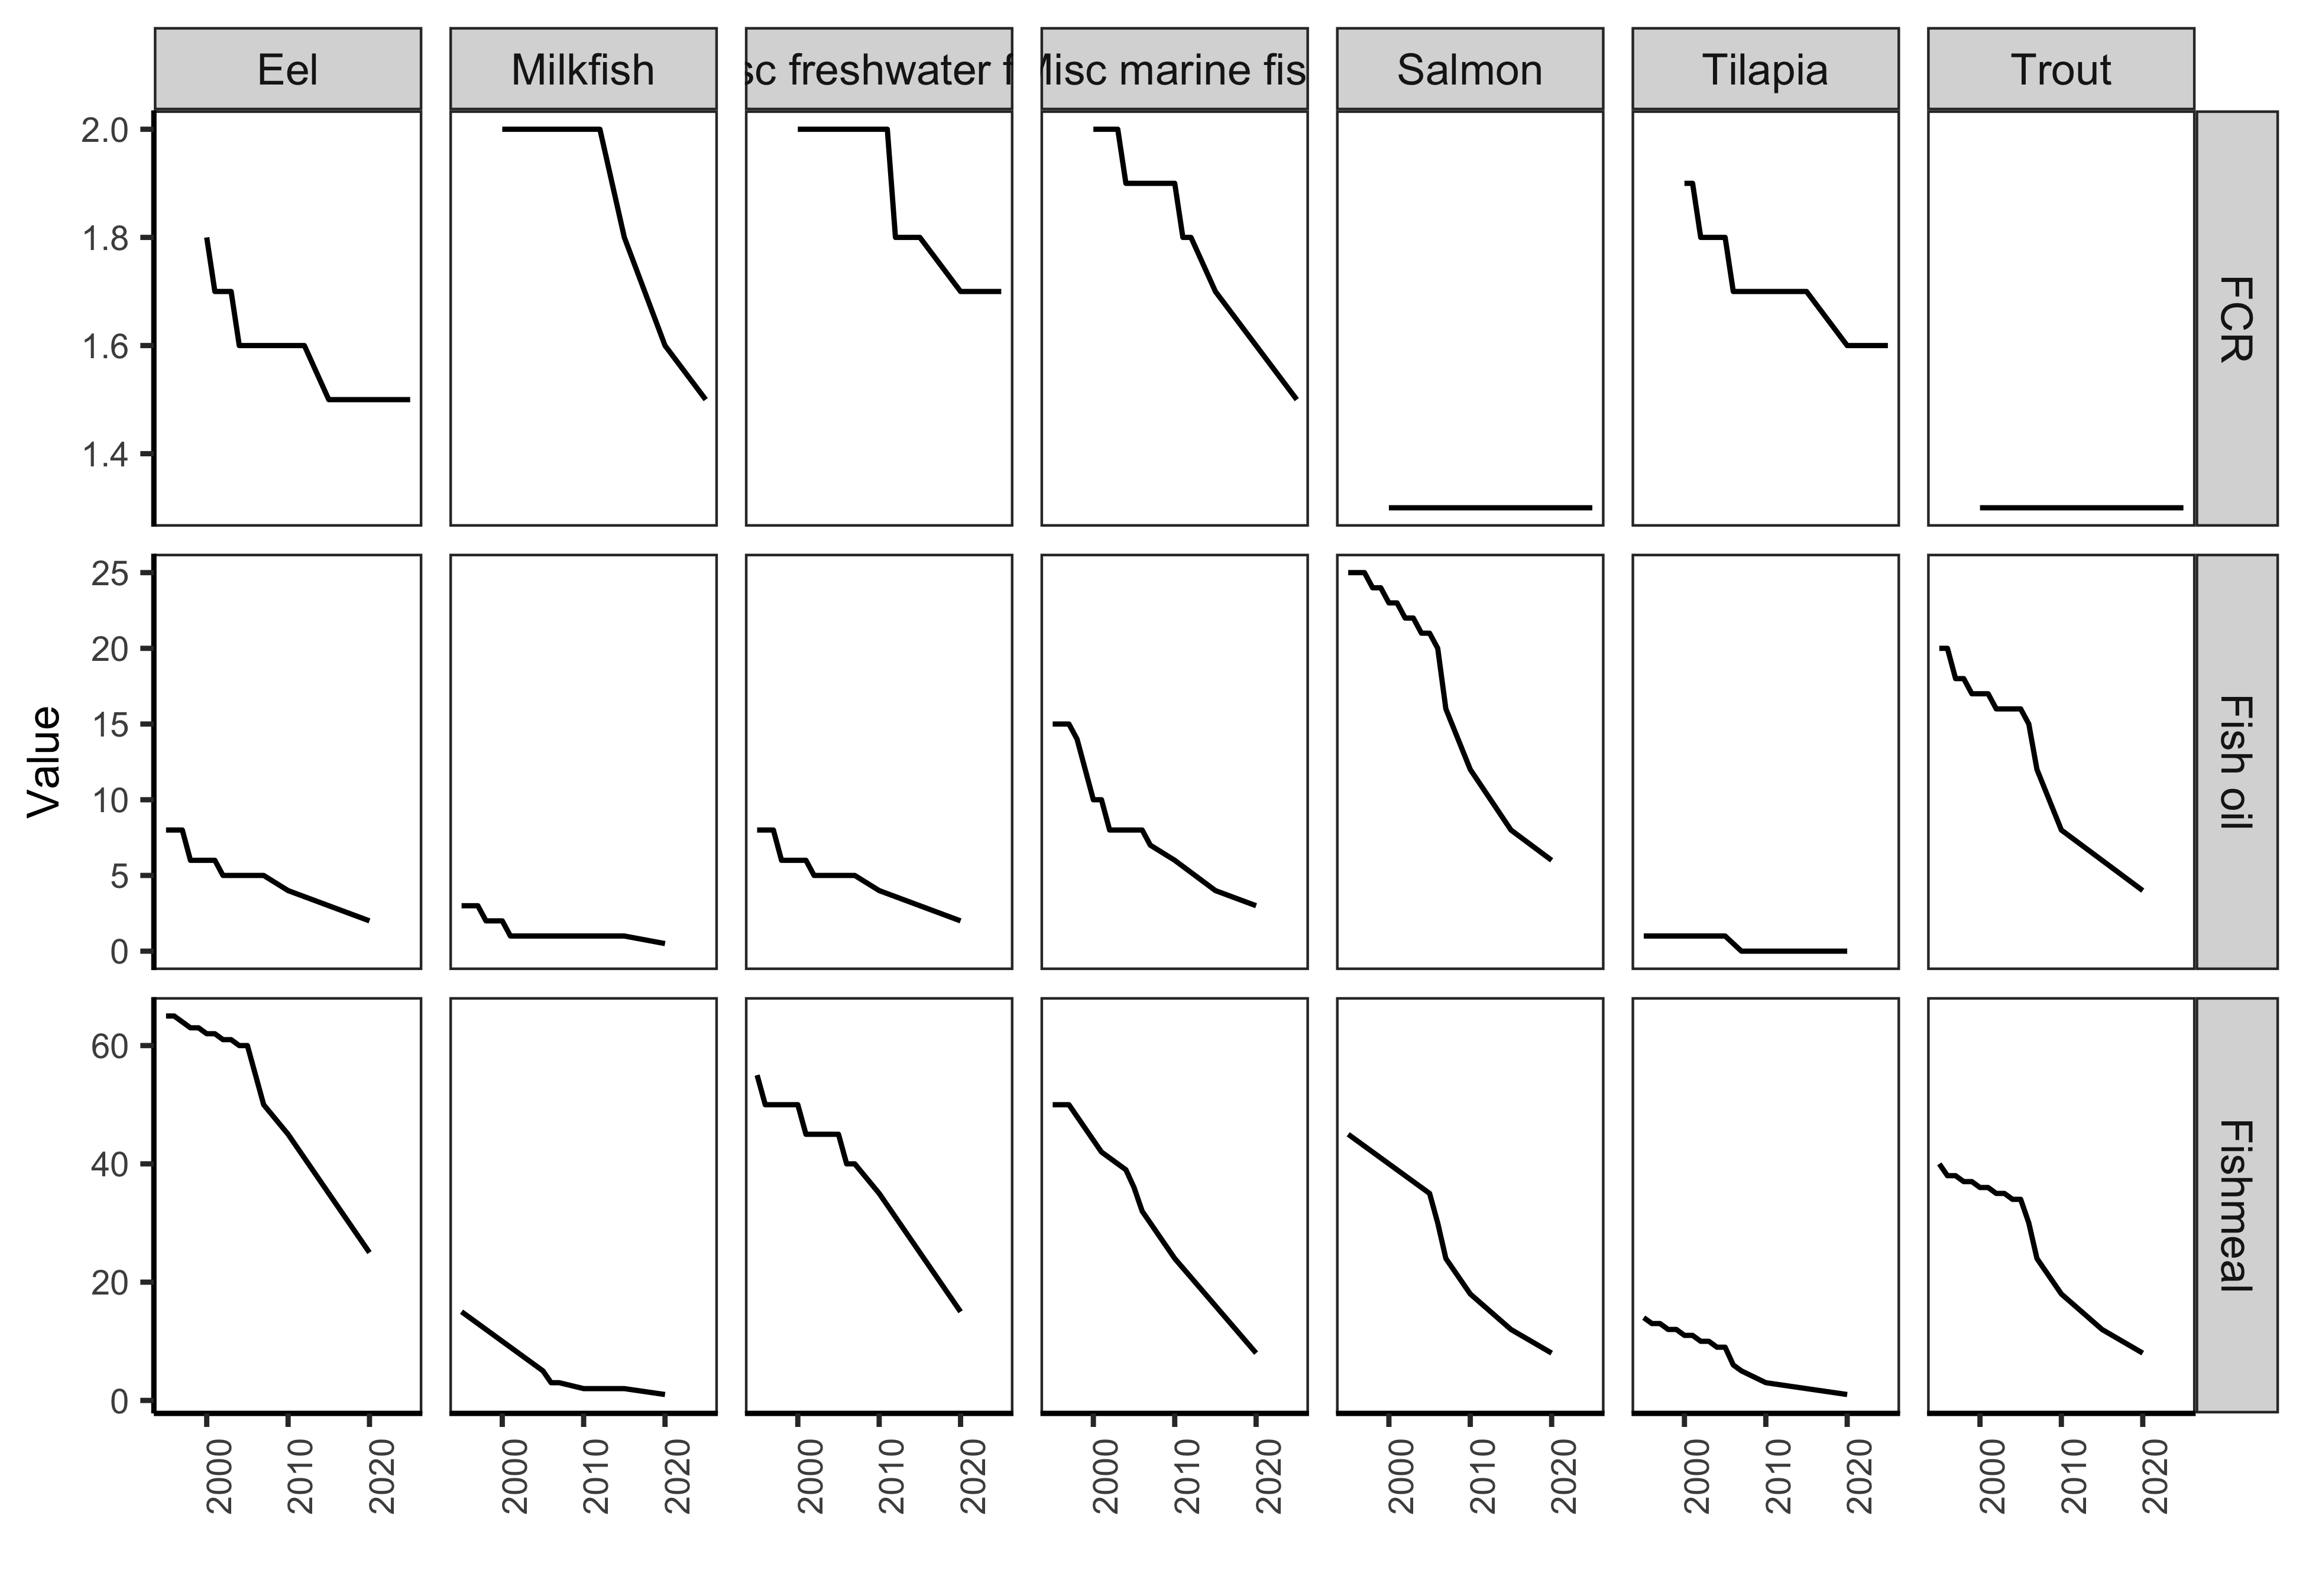 Eel Milkfish sc freshwater f Misc marine fis Salmon Tilapia Trout
2.0
1.8
1.6
1.4
FCR
25
20
15
10
5
0
Fish oil
Value
60
40
20
0
Fishmeal
2000 2010 2020 2000 2010 2020 2000 2010 2020 2000 2010 2020 2000 2010 2020 2000 2010 2020 2000 2010 2020